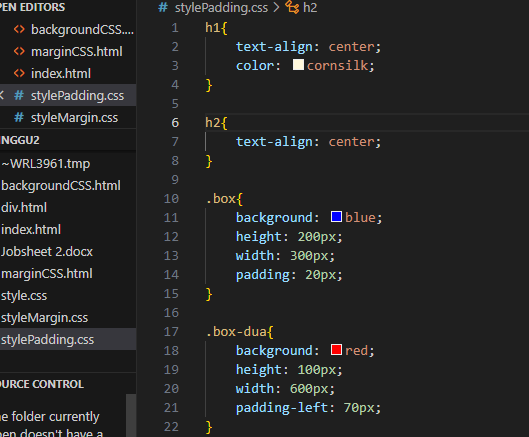 PEN EDITORS
backgroundCSS....
marginCSS.html
index.html
stylePadding.css
styleMargin.css
INGGU2
~WRL3961.tmp
backgroundCSS.html
div.html
index.html
Jobsheet 2.docx
marginCSS.html
style.css
styleMargin.css
stylePadding.css
OURCE CONTROL
he folder currently
pen doesn't have a
# stylePadding.css > h2
1 h1{
2 text-align: center;
3 color: cornsilk;
4 }
5
6 h2{
7 text-align: center;
8 }
9
10 .box{
11 background: blue;
12 height: 200px;
13 width: 300px;
14 padding: 20px;
15 }
16
17 .box-dua{
18 background: red;
19 height: 100px;
20 width: 600px;
21 padding-left: 70px;
22 }